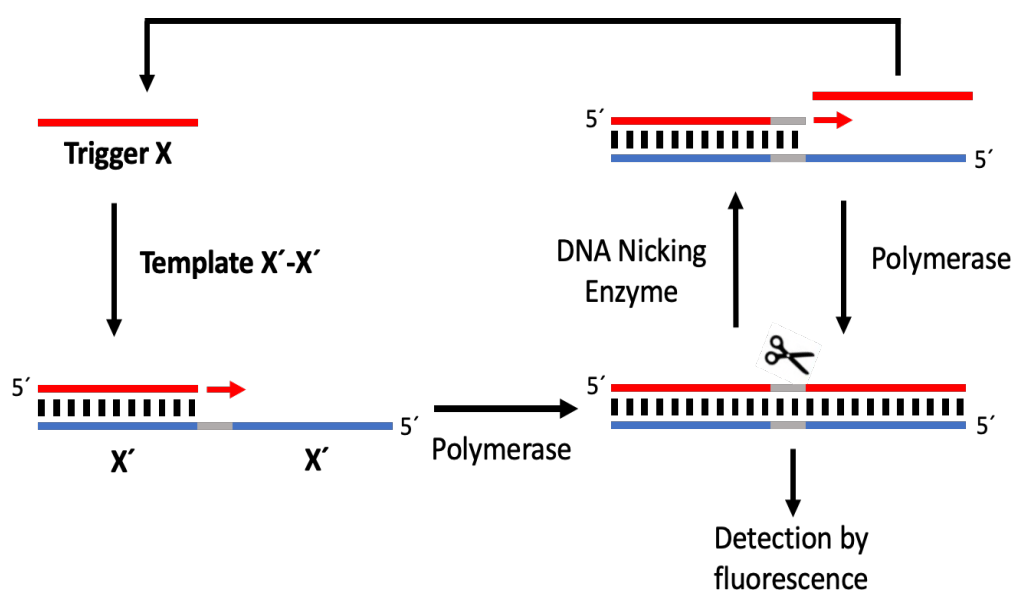 Trigger X
Template X´-X´
5´
5´
X´
X´
Polymerase
5´
5´
DNA Nicking
Enzyme
Polymerase
5´
5´
Detection by
fluorescence